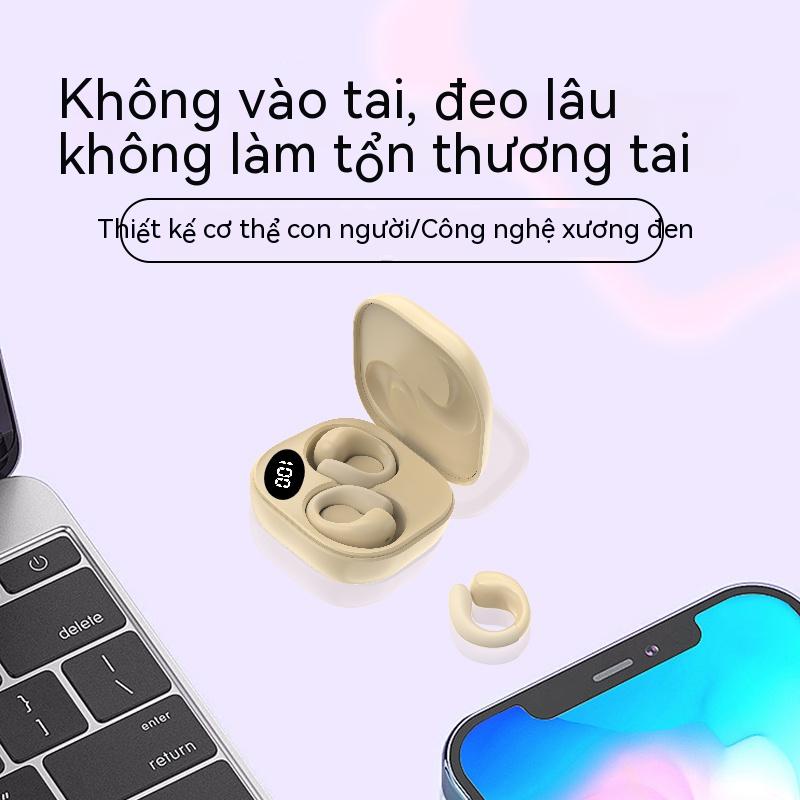 Không vào tai, đeo lâu
không làm tổn thương tai
Thiết kế cơ thể con người/Công nghệ xương đen
100
delete
}
]
|
\
enter
return